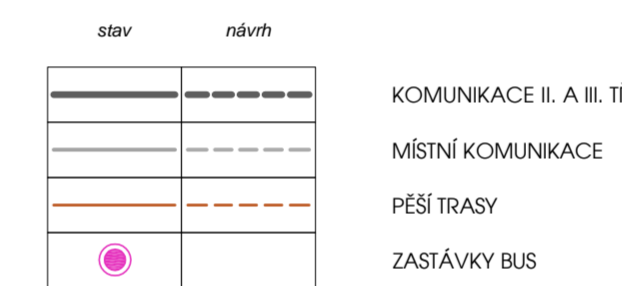 stav návrh
KOMUNIKACE II. A III.
MÍSTNÍ KOMUNIKACE
PĚŠÍ TRASY
ZASTÁVKY BUS